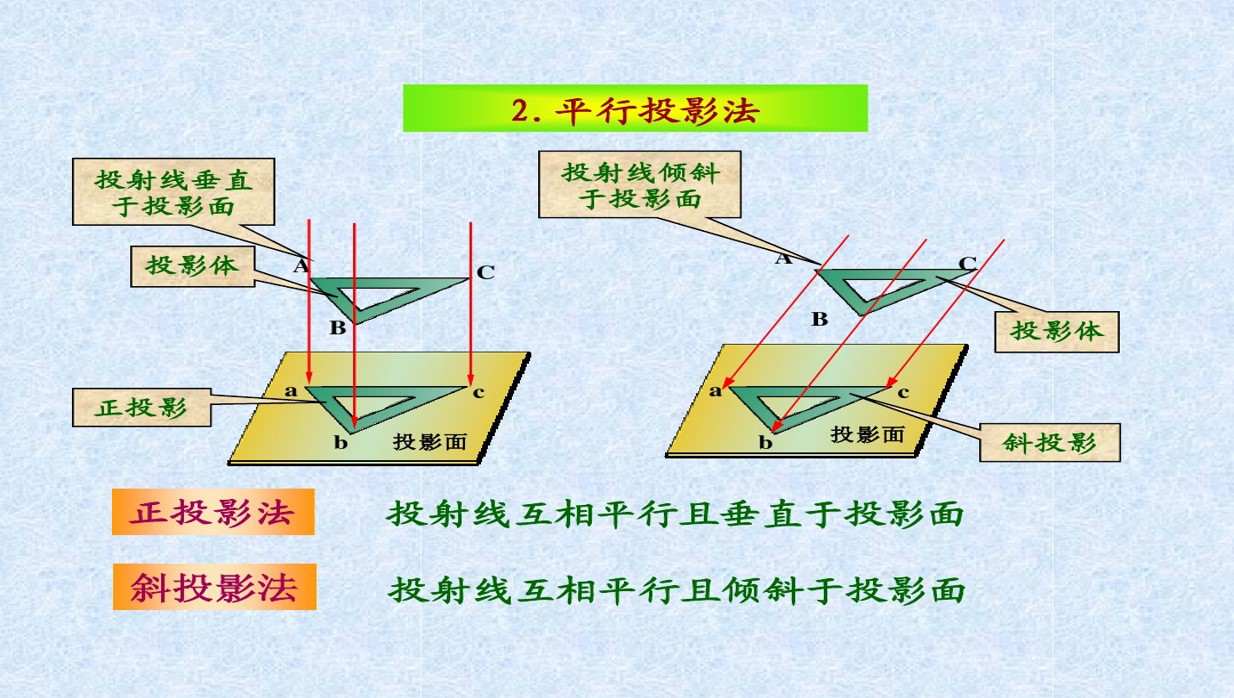 2.平行投影法
投射线垂直
于投影面
投影体
A
C
B
a
c
b
投影面
正投影
投射线倾斜
于投影面
A
C
B
投影体
a
c
b
投影面
斜投影
正投影法
投射线互相平行且垂直于投影面
斜投影法
投射线互相平行且倾斜于投影面